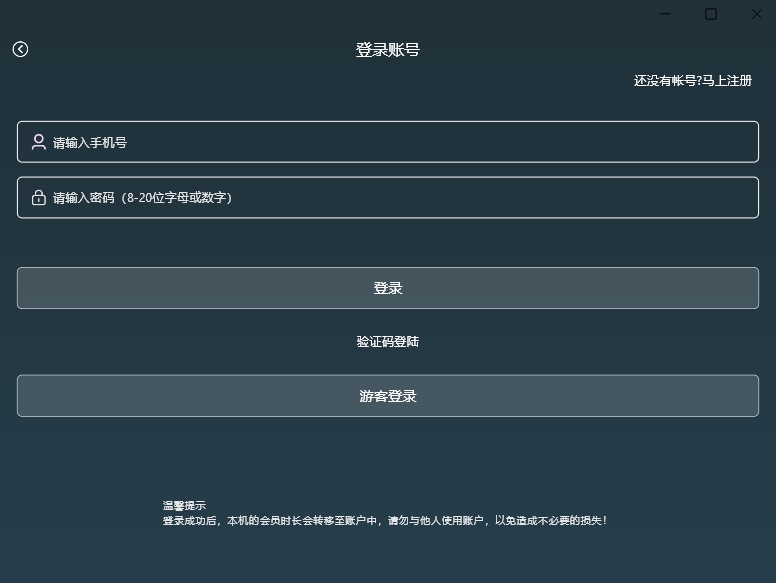 登录账号
还没有帐号?马上注册
请输入手机号
请输入密码（8-20位字母或数字）
登录
验证码登陆
游客登录
温馨提示
登录成功后，本机的会员时长会转移至账户中，请勿与他人使用账户，以免造成不必要的损失！